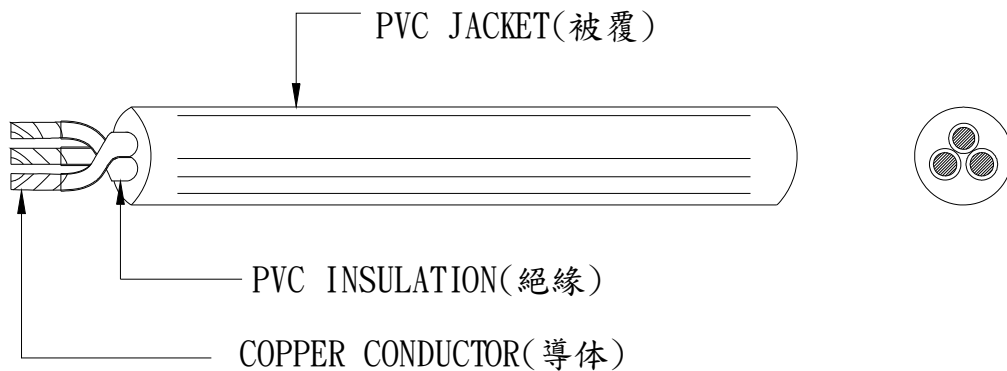 PVC JACKET(被覆)
PVC INSULATION(絕緣)
COPPER CONDUCTOR(導体)